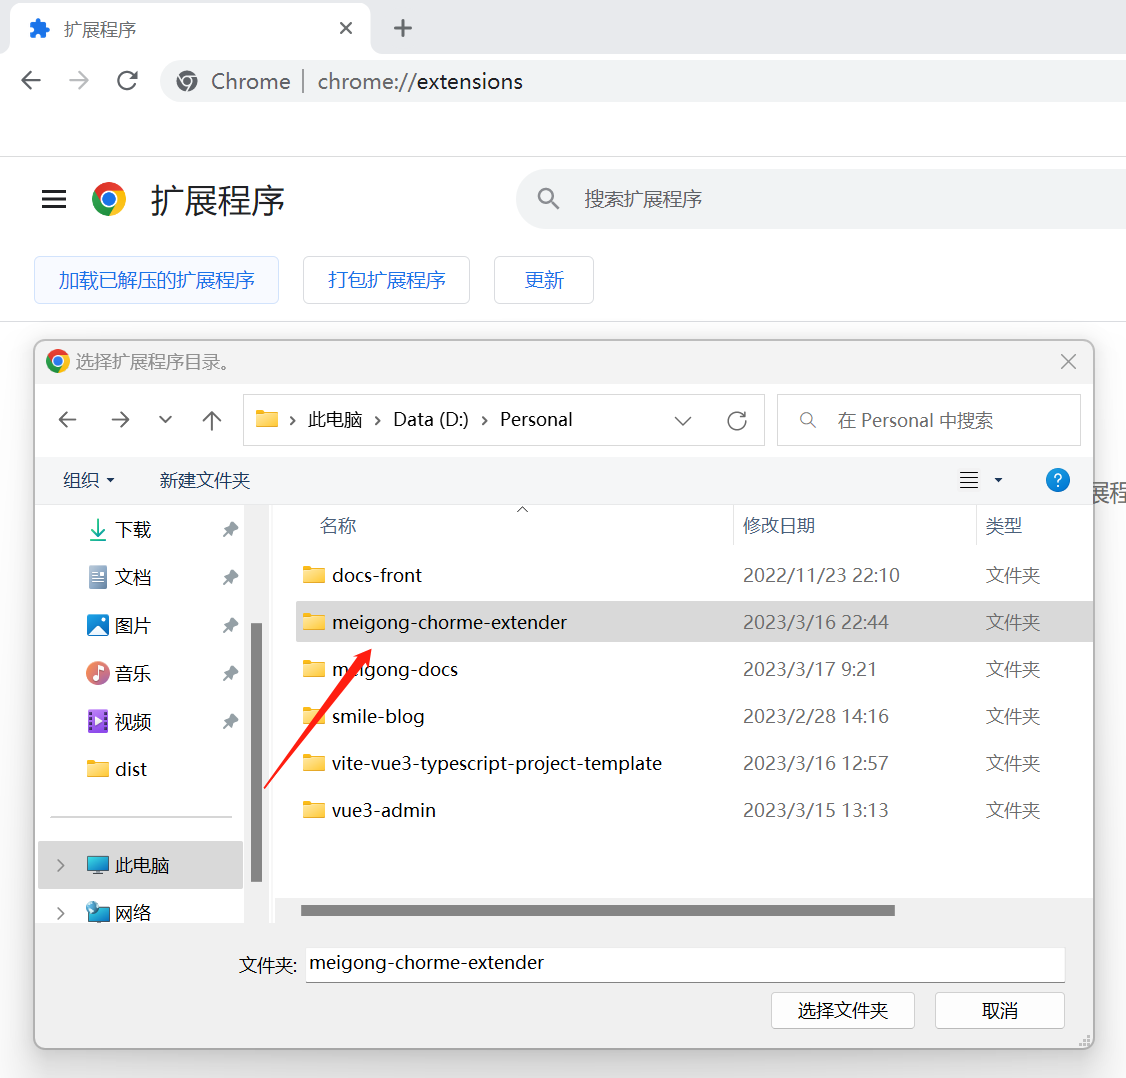 扩展程序
Chrome | chrome://extensions
扩展程序
搜索扩展程序
加载已解压的扩展程序
打包扩展程序
更新
选择扩展程序目录。
此电脑 › Data (D:) › Personal
在 Personal 中搜索
组织
新建文件夹
展程
下载
文档
图片
音乐
视频
dist
此电脑
网络
名称 修改日期 类型
docs-front 2022/11/23 22:10 文件夹
meigong-chorme-extender 2023/3/16 22:44 文件夹
meigong-docs 2023/3/17 9:21 文件夹
smile-blog 2023/2/28 14:16 文件夹
vite-vue3-typescript-project-template 2023/3/16 12:57 文件夹
vue3-admin 2023/3/15 13:13 文件夹
文件夹: meigong-chorme-extender
选择文件夹
取消